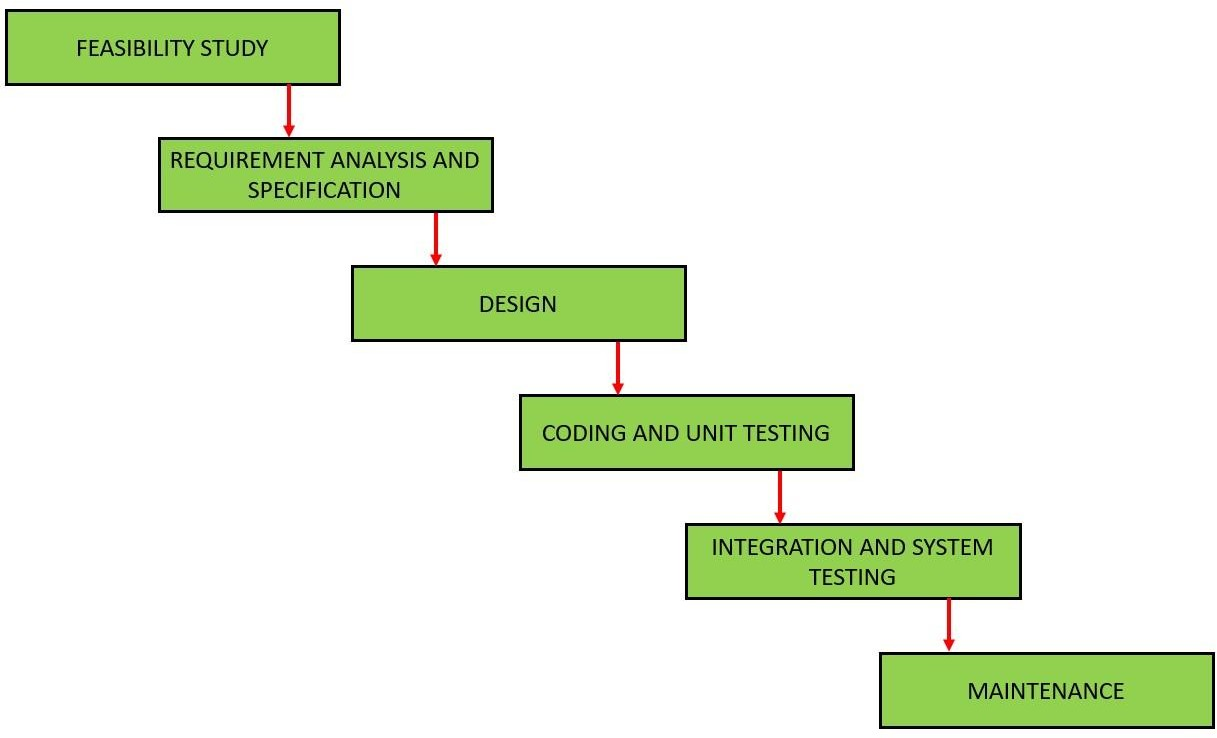 FEASIBILITY STUDY
REQUIREMENT ANALYSIS AND
SPECIFICATION
DESIGN
CODING AND UNIT TESTING
INTEGRATION AND SYSTEM
TESTING
MAINTENANCE